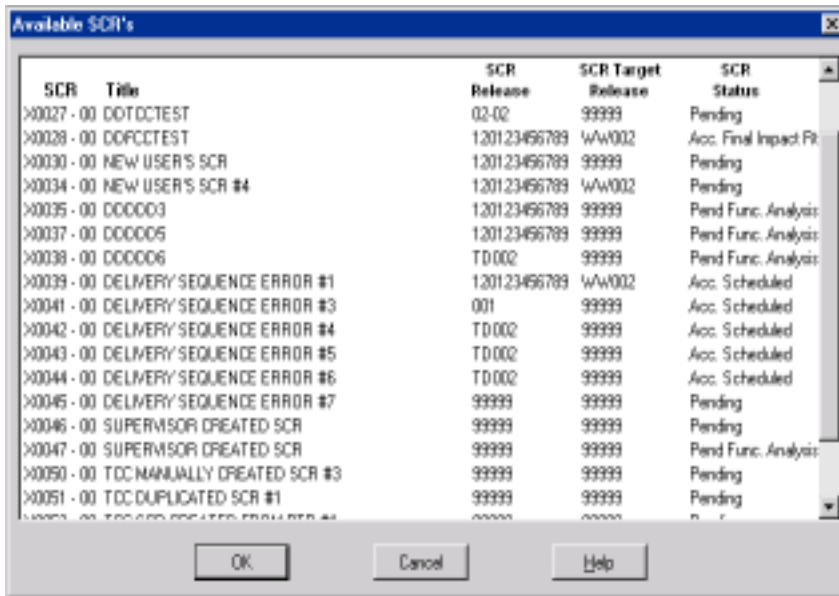 Available SCR's
SCR SCR Target SCR
SCR Title Release Release Status
X0027 - 00 DDTCCTEST 02-02 99999 Pending
X0028 - 00 DDFCCTEST 120123456789 WW002 Acc. Final Impact Rt
X0030 - 00 NEW USER'S SCR 120123456789 99999 Pending
X0034 - 00 NEW USER'S SCR #4 120123456789 WW002 Pending
X0035 - 00 DDDDD3 120123456789 99999 Pend Func. Analysis
X0037 - 00 DDDDD5 120123456789 99999 Pend Func. Analysis
X0038 - 00 DDDDD6 TD002 99999 Pend Func. Analysis
X0039 - 00 DELIVERY SEQUENCE ERROR #1 120123456789 WW002 Acc. Scheduled
X0041 - 00 DELIVERY SEQUENCE ERROR #3 001 99999 Acc. Scheduled
X0042 - 00 DELIVERY SEQUENCE ERROR #4 TD002 99999 Acc. Scheduled
X0043 - 00 DELIVERY SEQUENCE ERROR #5 TD002 99999 Acc. Scheduled
X0044 - 00 DELIVERY SEQUENCE ERROR #6 TD002 99999 Acc. Scheduled
X0045 - 00 DELIVERY SEQUENCE ERROR #7 99999 99999 Pending
X0046 - 00 SUPERVISOR CREATED SCR 99999 99999 Pending
X0047 - 00 SUPERVISOR CREATED SCR 99999 99999 Pend Func. Analysis
X0050 - 00 TCC MANUALLY CREATED SCR #3 99999 99999 Pending
X0051 - 00 TCC DUPLICATED SCR #1 99999 99999 Pending
OK Cancel Help